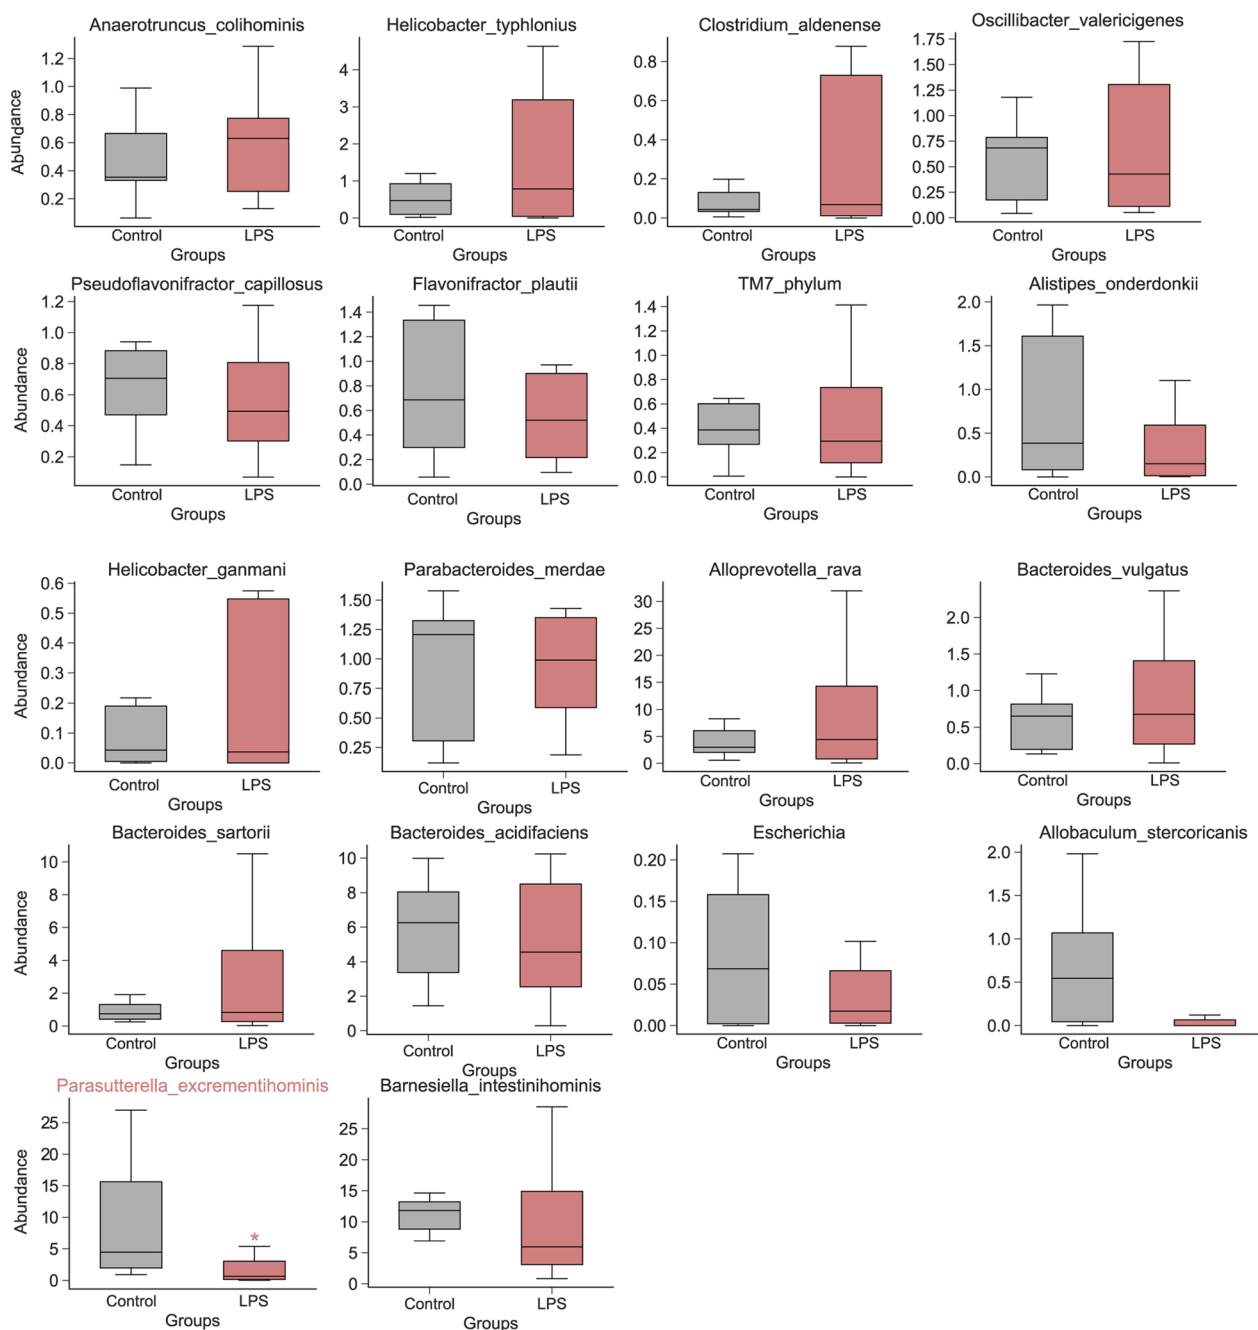 Anaerotruncus_colihominis
Abundance
1.2
1.0
0.8
0.6
0.4
0.2
Control LPS
Groups
Helicobacter_typhlonius
4
3
2
1
0
Control LPS
Groups
Clostridium_aldenense
0.8
0.6
0.4
0.2
0.0
Control LPS
Groups
Oscillibacter_valericigenes
1.75
1.50
1.25
1.00
0.75
0.50
0.25
0.00
Control LPS
Groups
Pseudoflavonifractor_capillosus
Abundance
1.2
1.0
0.8
0.6
0.4
0.2
Control LPS
Groups
Flavonifractor_plautii
1.4
1.2
1.0
0.8
0.6
0.4
0.2
0.0
Control LPS
Groups
TM7_phylum
1.4
1.2
1.0
0.8
0.6
0.4
0.2
0.0
Control LPS
Groups
Alistipes_onderdonkii
2.0
1.5
1.0
0.5
0.0
Control LPS
Groups
Helicobacter_ganmani
Abundance
0.6
0.5
0.4
0.3
0.2
0.1
0.0
Control LPS
Groups
Parabacteroides_merdae
1.50
1.25
1.00
0.75
0.50
0.25
Control LPS
Groups
Alloprevotella_rava
30
25
20
15
10
5
0
Control LPS
Groups
Bacteroides_vulgatus
2.0
1.5
1.0
0.5
0.0
Control LPS
Groups
Bacteroides_sartorii
Abundance
10
8
6
4
2
0
Control LPS
Groups
Bacteroides_acidifaciens
10
8
6
4
2
0
Control LPS
Groups
Escherichia
0.20
0.15
0.10
0.05
0.00
Control LPS
Groups
Allobaculum_stercoricanis
2.0
1.5
1.0
0.5
0.0
Control LPS
Groups
Parasutterella_excrementihominis
Abundance
25
20
15
10
5
0
*
Control LPS
Groups
Barnesiella_intestinihominis
25
20
15
10
5
0
Control LPS
Groups